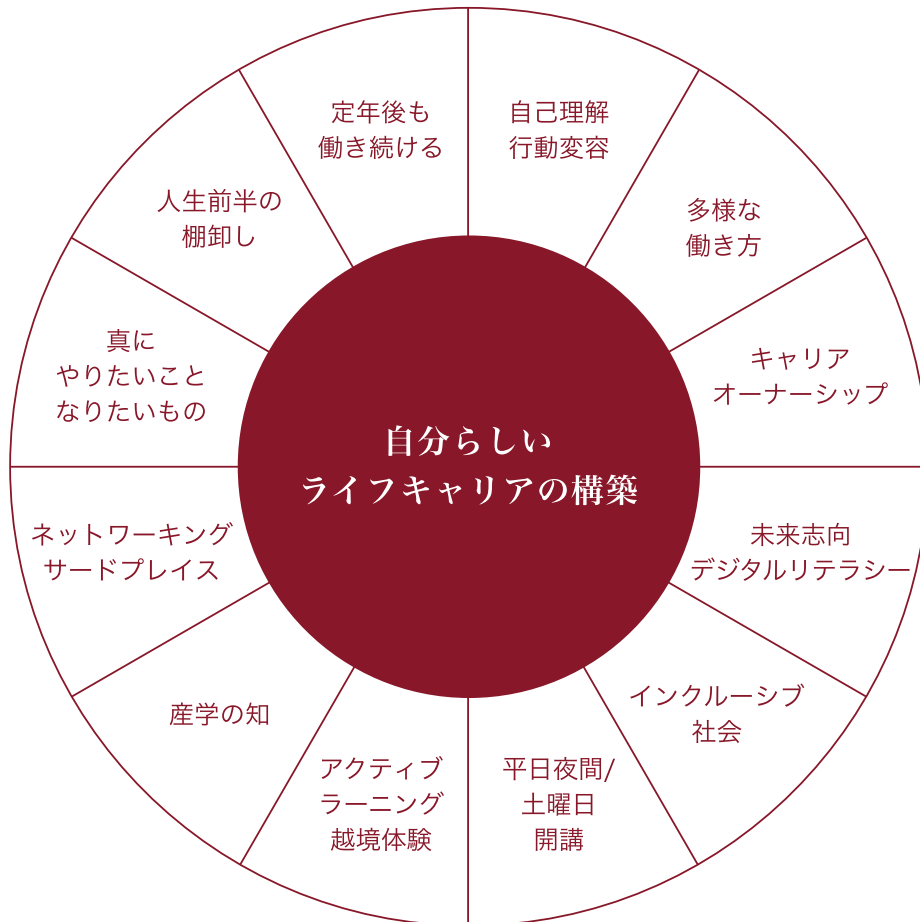 定年後も
働き続ける
自己理解
行動変容
人生前半の
棚卸し
多様な
働き方
真に
やりたいこと
なりたいもの
キャリア
オーナーシップ
自分らしい
ライフキャリアの構築
ネットワーキング
サードプレイス
未来志向
デジタルリテラシー
産学の知
インクルーシブ
社会
アクティブ
ラーニング
越境体験
平日夜間/
土曜日
開講